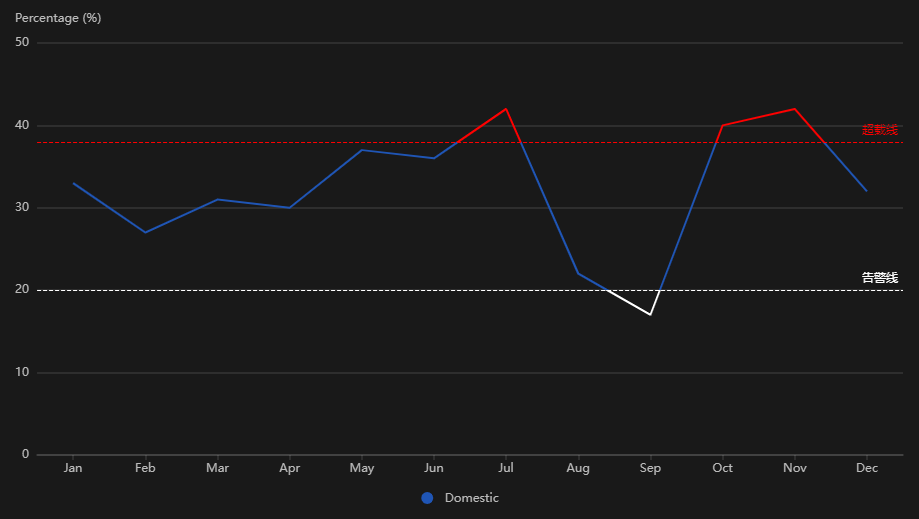 Percentage (%)
50
40
超载线
30
告警线
20
10
0
Jan Feb Mar Apr May Jun Jul Aug Sep Oct Nov Dec
Domestic